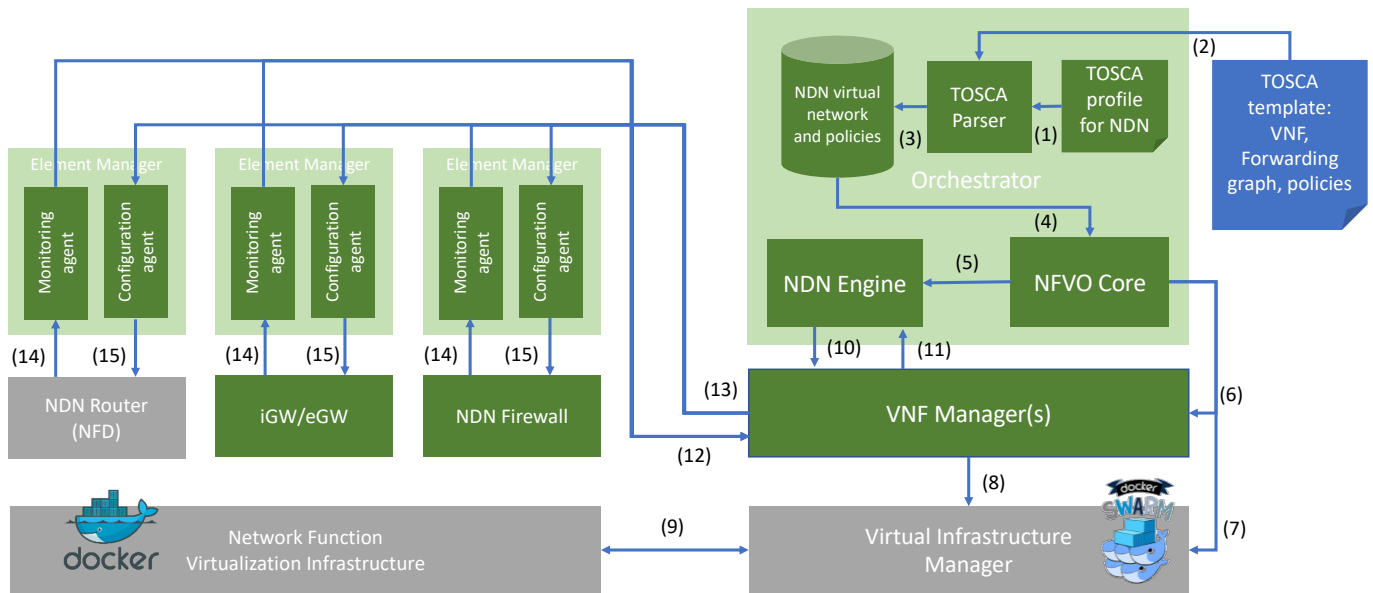 (2)
TOSCA
template:
VNF,
Forwarding
graph, policies
NDN virtual
network
and policies
(3)
TOSCA
Parser
(1)
TOSCA
profile
for NDN
Orchestrator
(4)
NDN Engine
(5)
NFVO Core
(10)
(11)
(6)
(7)
Element Manager
Monitoring
agent
Configuration
agent
Element Manager
Monitoring
agent
Configuration
agent
Element Manager
Monitoring
agent
Configuration
agent
(14)
(15)
(14)
(15)
(14)
(15)
NDN Router
(NFD)
iGW/eGW
NDN Firewall
(13)
(12)
VNF Manager(s)
(8)
docker
Network Function
Virtualization Infrastructure
(9)
Virtual Infrastructure
Manager
docker
SWARM